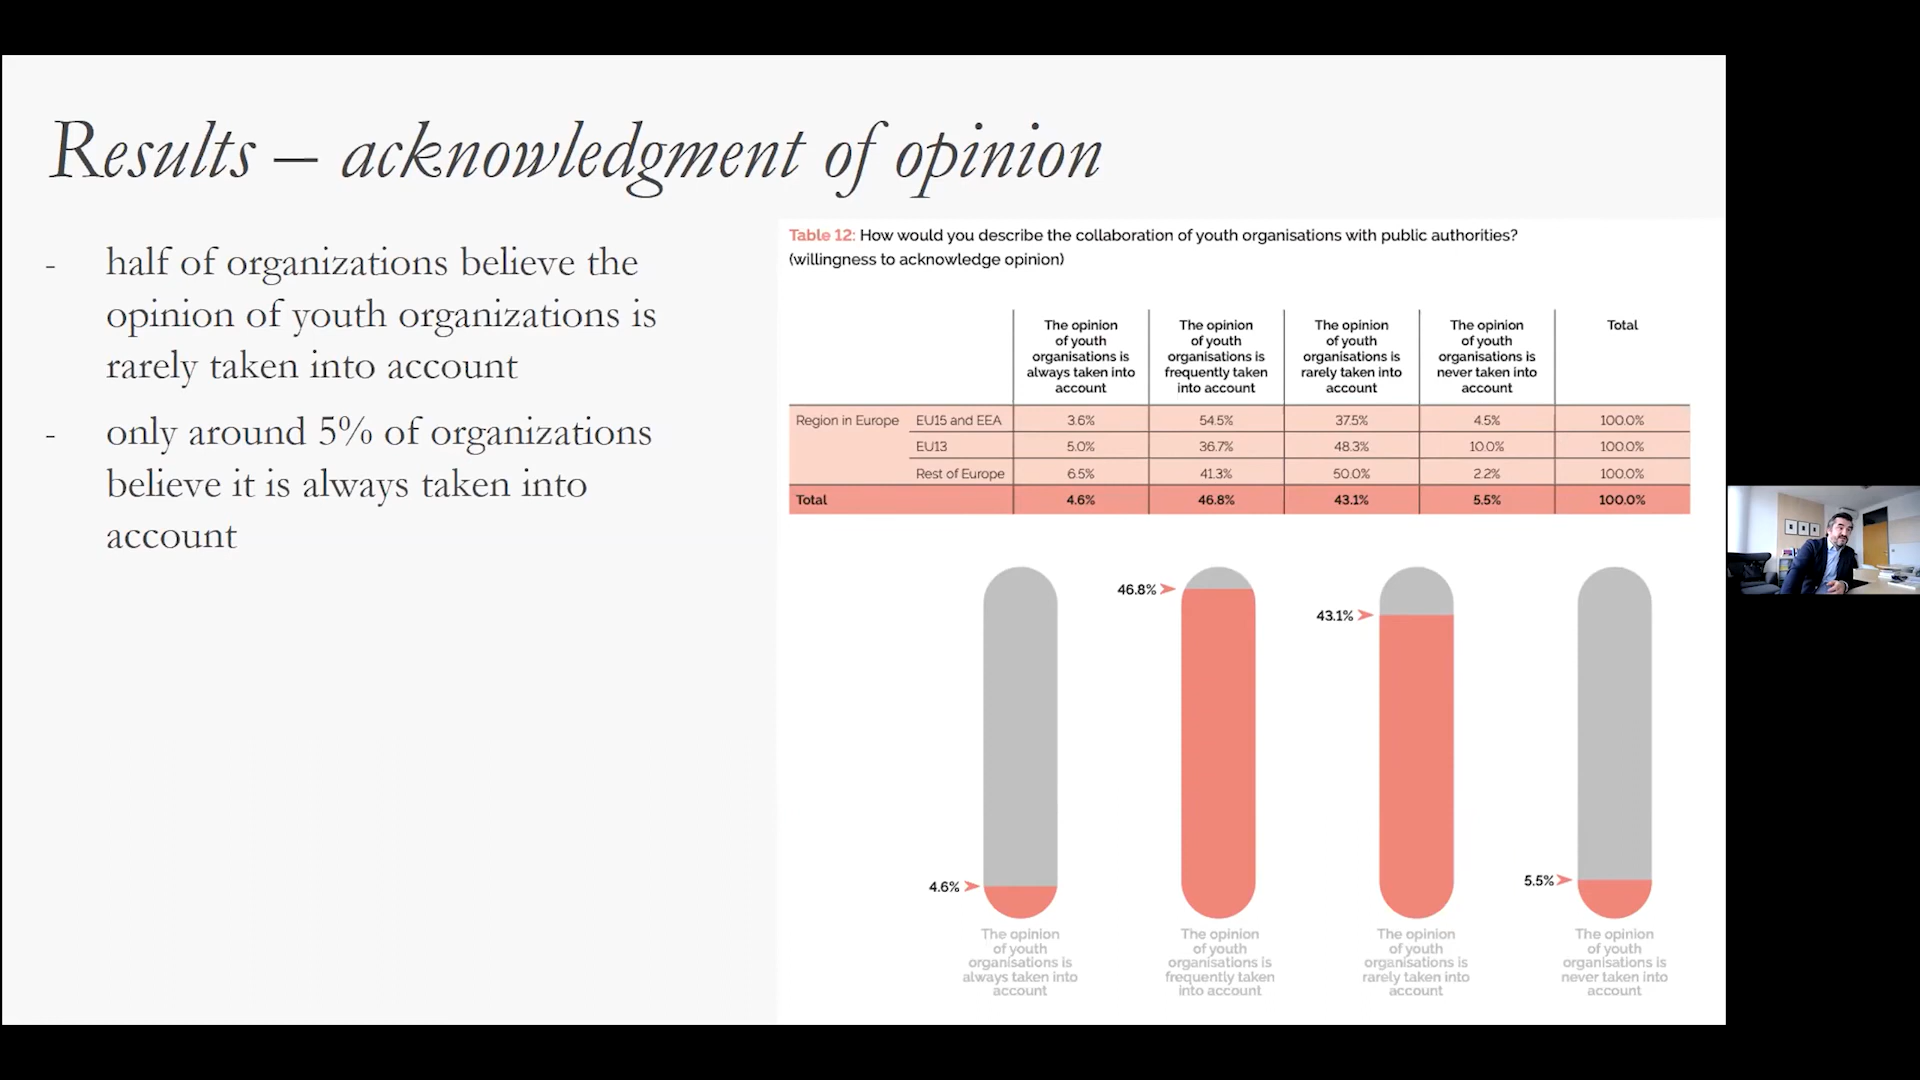 Results – acknowledgment of opinion
- half of organizations believe the
opinion of youth organizations is
rarely taken into account
- only around 5% of organizations
believe it is always taken into
account
Table 12: How would you describe the collaboration of youth organisations with public authorities?
(willingness to acknowledge opinion)
The opinion of youth organisations is always taken into account
The opinion of youth organisations is frequently taken into account
The opinion of youth organisations is rarely taken into account
The opinion of youth organisations is never taken into account
Total
Region in Europe EU15 and EEA 3.6% 54.5% 37.5% 4.5% 100.0%
EU13 5.0% 36.7% 48.3% 10.0% 100.0%
Rest of Europe 6.5% 41.3% 50.0% 2.2% 100.0%
Total 4.6% 46.8% 43.1% 5.5% 100.0%
46.8%
43.1%
4.6%
5.5%
The opinion
of youth
organisations is
always taken into
account
The opinion
of youth
organisations is
frequently taken
into account
The opinion
of youth
organisations is
rarely taken into
account
The opinion
of youth
organisations is
never taken into
account